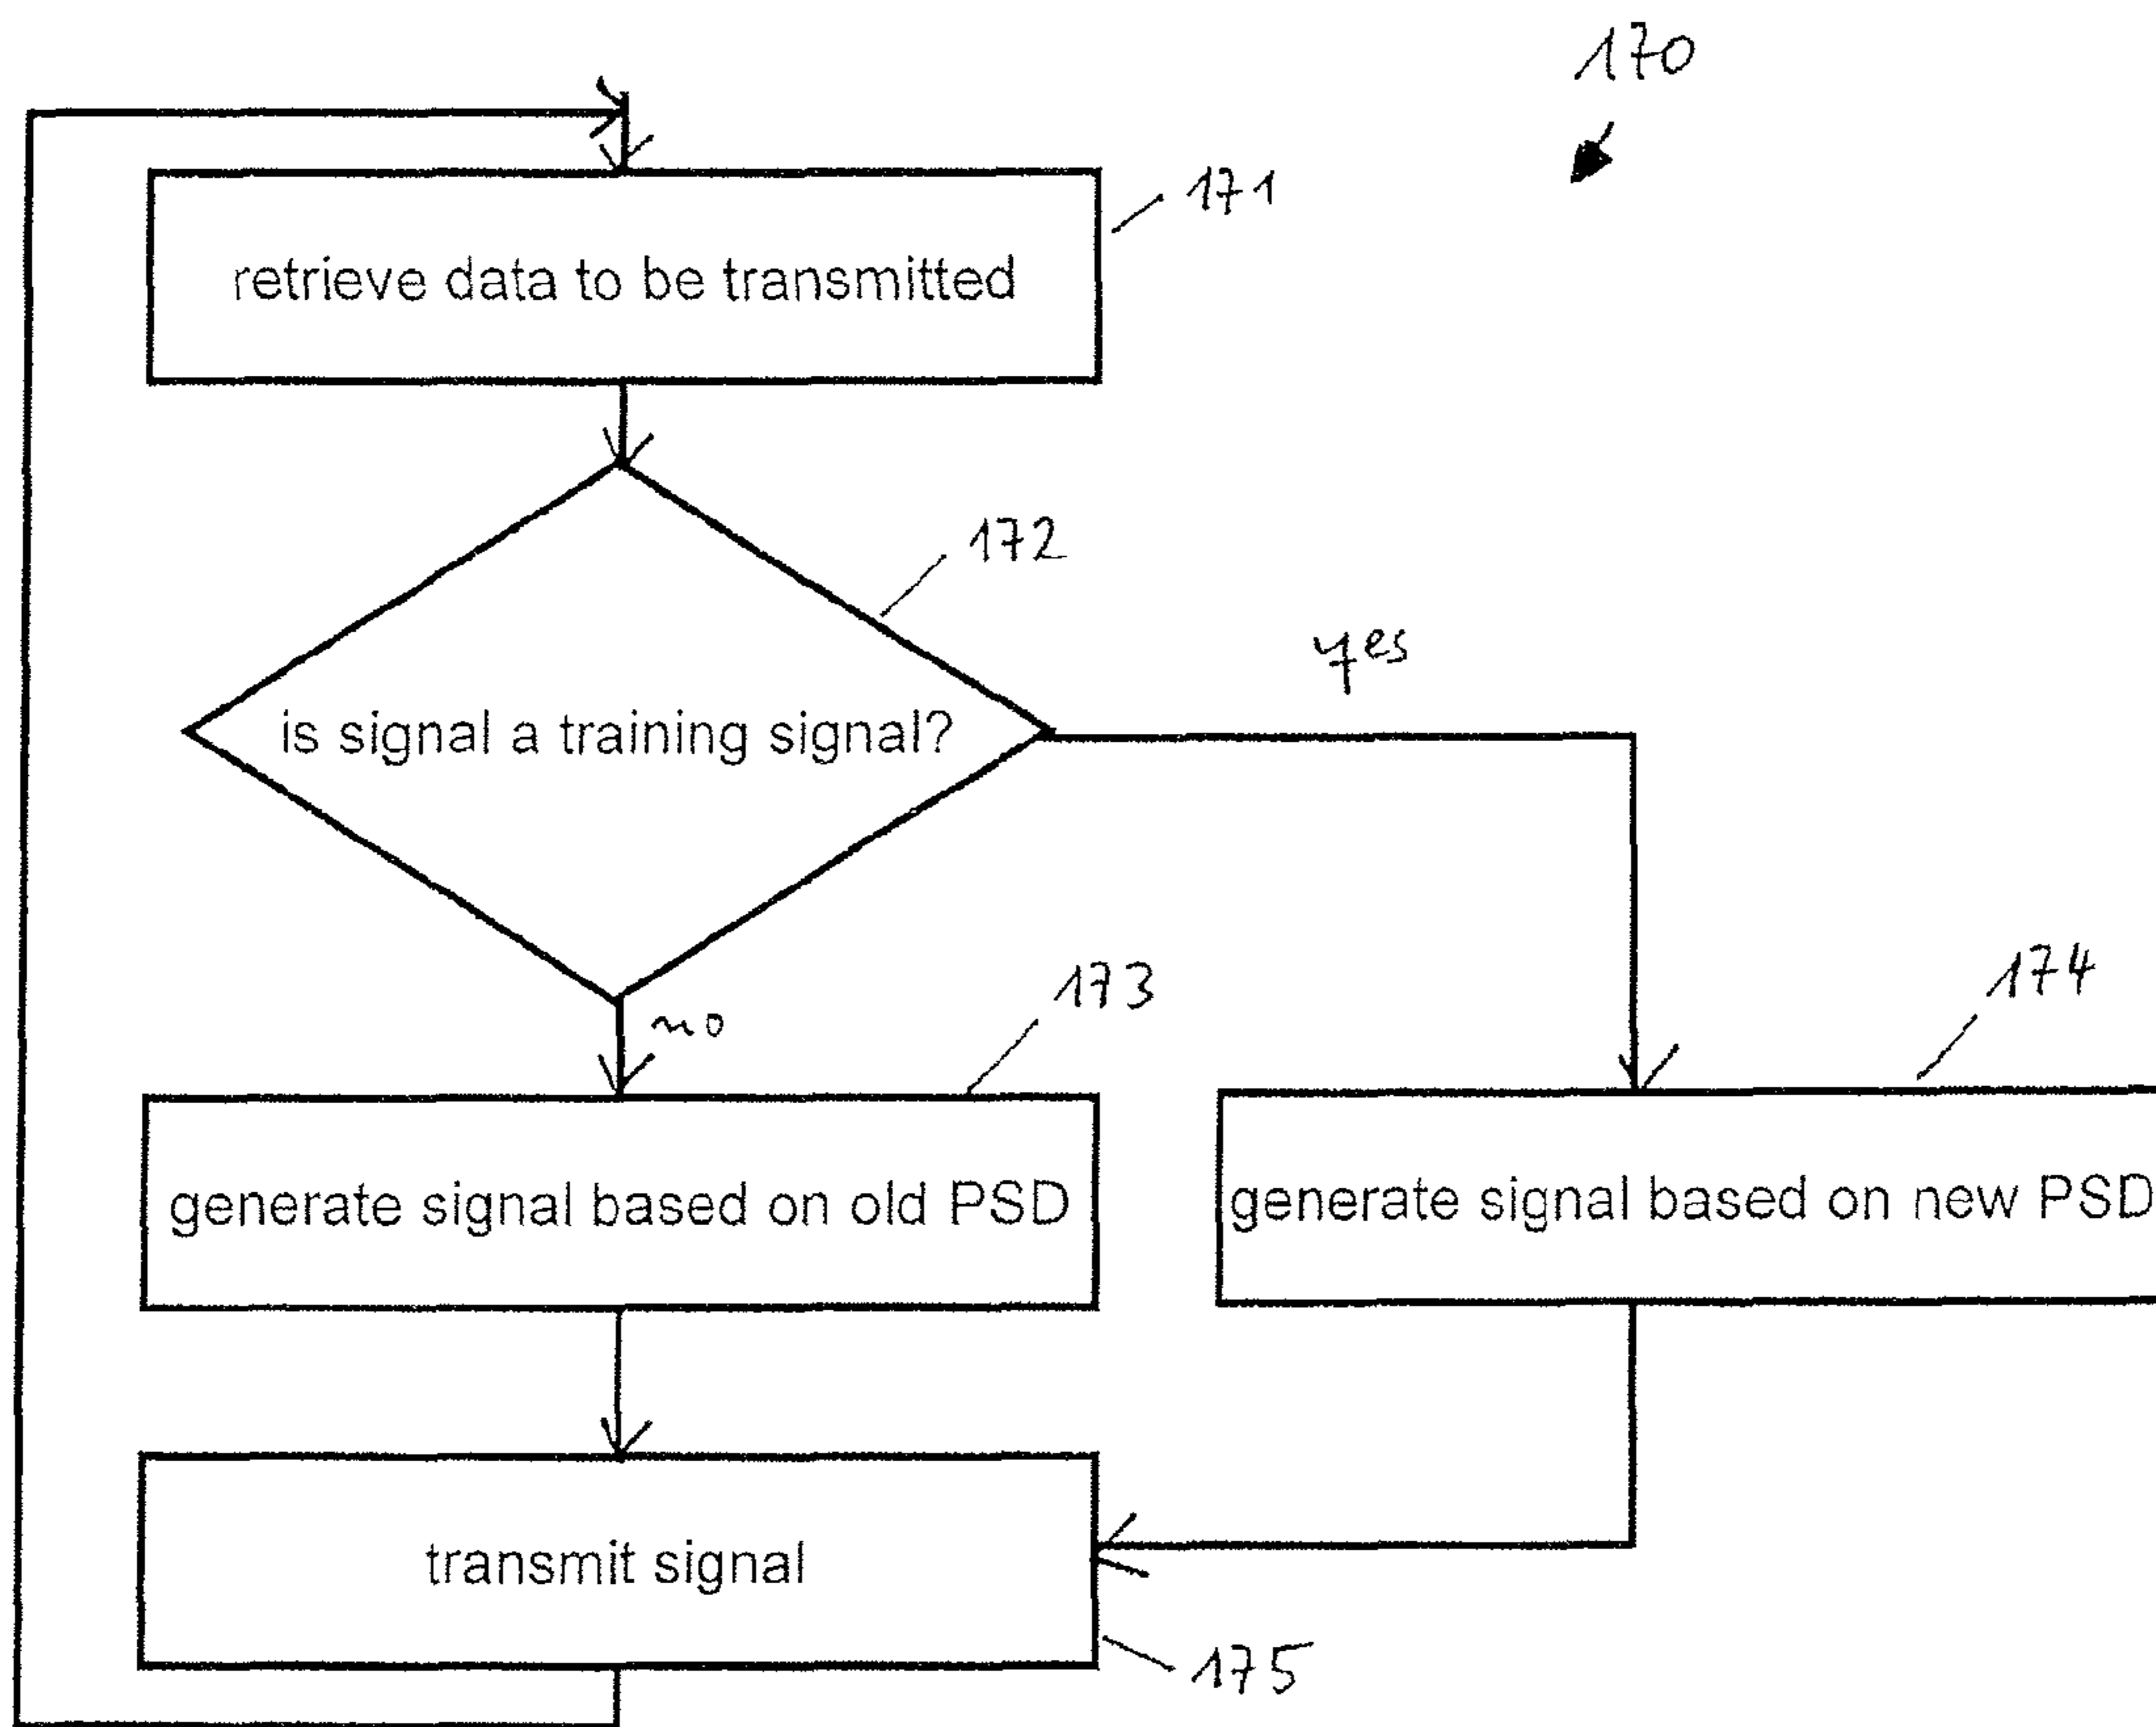 170
171
retrieve data to be transmitted
172
yes
is signal a training signal?
no
173
174
generate signal based on old PSD
generate signal based on new PSD
transmit signal
175